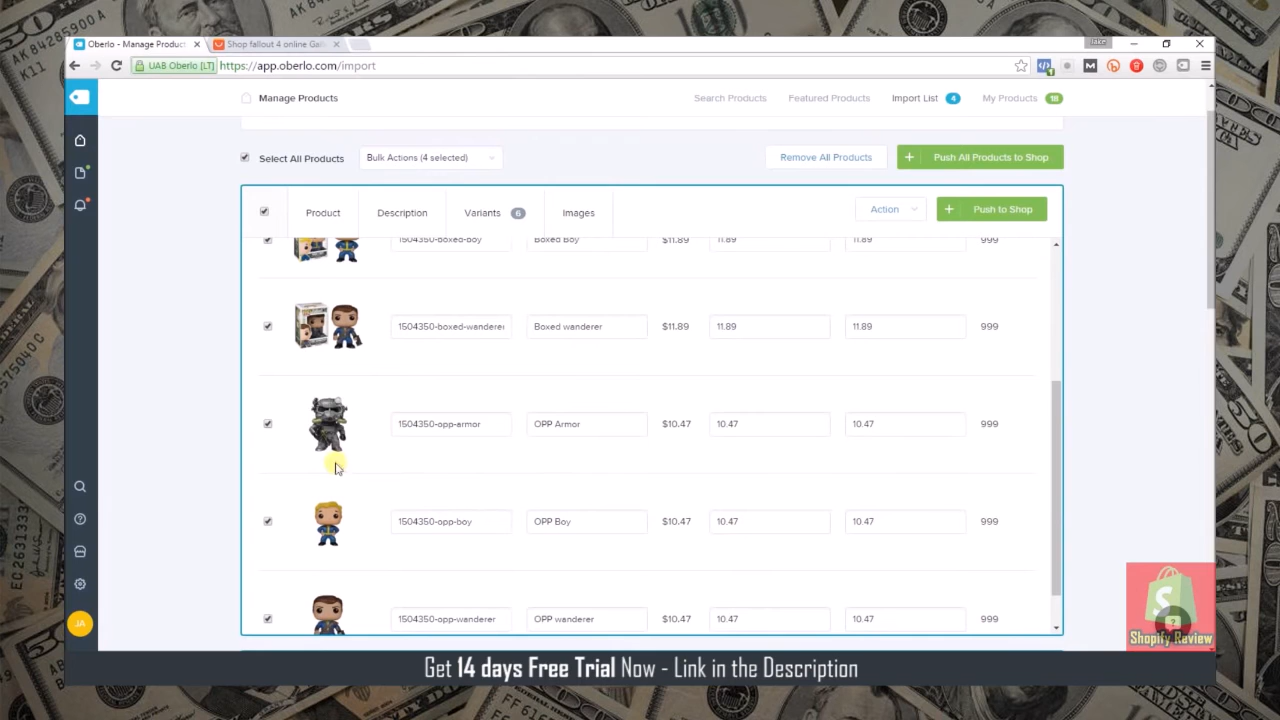 Oberlo - Manage Product
Shop fallout 4 online Gall
Jake
UAB Oberlo [LT]
https://app.oberlo.com/import
Manage Products
Search Products
Featured Products
Import List 4
My Products 18
Select All Products
Bulk Actions (4 selected)
Remove All Products
+ Push All Products to Shop
Product
Description
Variants 6
Images
Action
+ Push to Shop
1504350-boxed-boy
Boxed Boy
$11.89
11.89
11.89
999
1504350-boxed-wanderer
Boxed wanderer
$11.89
11.89
11.89
999
1504350-opp-armor
OPP Armor
$10.47
10.47
10.47
999
1504350-opp-boy
OPP Boy
$10.47
10.47
10.47
999
1504350-opp-wanderer
OPP wanderer
$10.47
10.47
10.47
999
JA
S
Shopify Review
Get 14 days Free Trial Now - Link in the Description